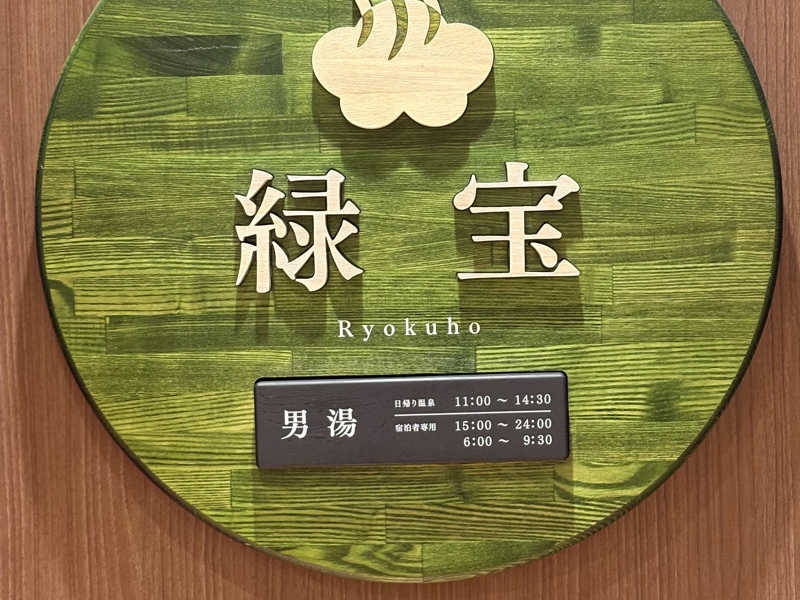 緑宝
Ryokuho
男湯
日帰り温泉 11:00 ～ 14:30
宿泊者専用 15:00 ～ 24:00
6:00 ～ 9:30